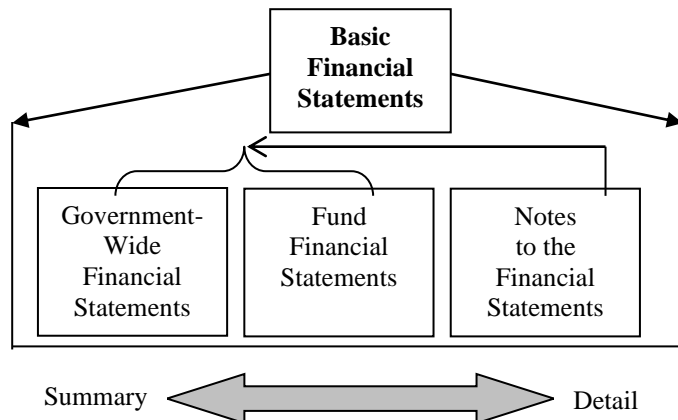 Basic
Financial
Statements
Government-
Wide
Financial
Statements
Fund
Financial
Statements
Notes
to the
Financial
Statements
Summary
Detail